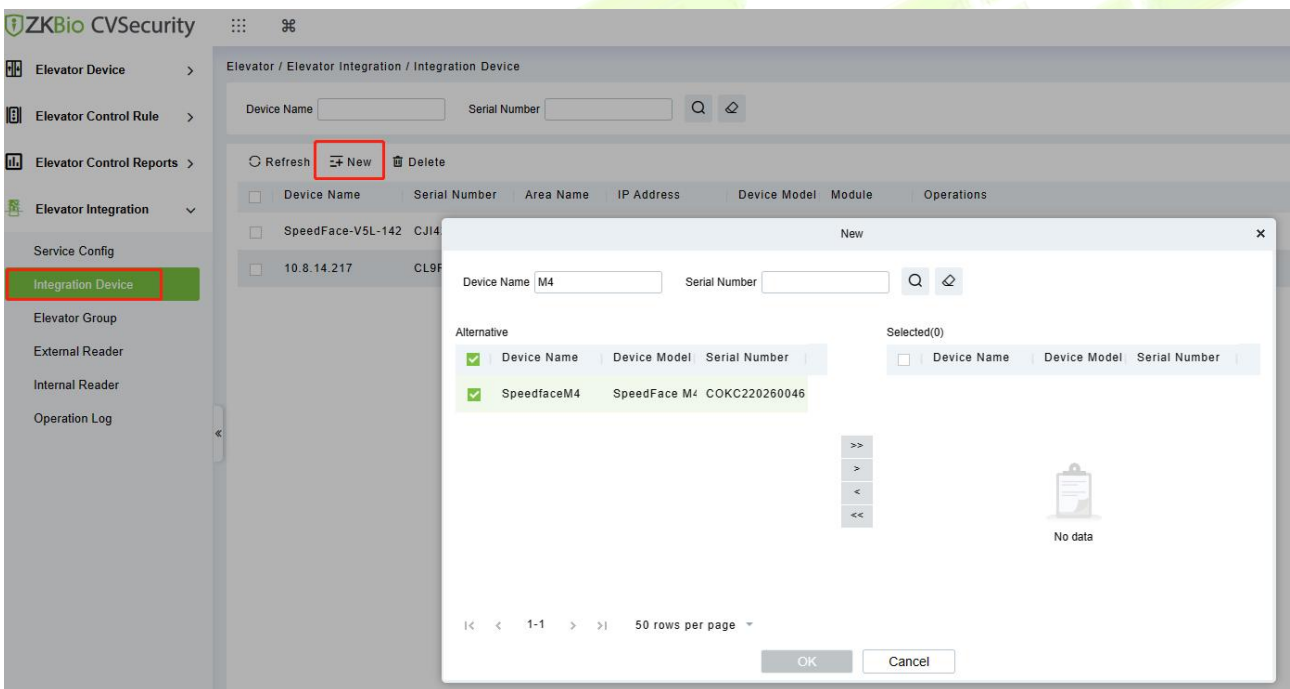 ZKBio CVSecurity
Elevator Device
Elevator Control Rule
Elevator Control Reports
Elevator Integration
Service Config
Integration Device
Elevator Group
External Reader
Internal Reader
Operation Log
Elevator / Elevator Integration / Integration Device
Device Name Serial Number
Refresh New Delete
Device Name Serial Number Area Name IP Address Device Model Module Operations
SpeedFace-V5L-142 CJI4
10.8.14.217 CL9F
New
Device Name M4 Serial Number
Alternative
Device Name Device Model Serial Number
SpeedfaceM4 SpeedFace M4 COKC220260046
>>
>
<
<<
Selected(0)
Device Name Device Model Serial Number
No data
1-1 50 rows per page
OK Cancel